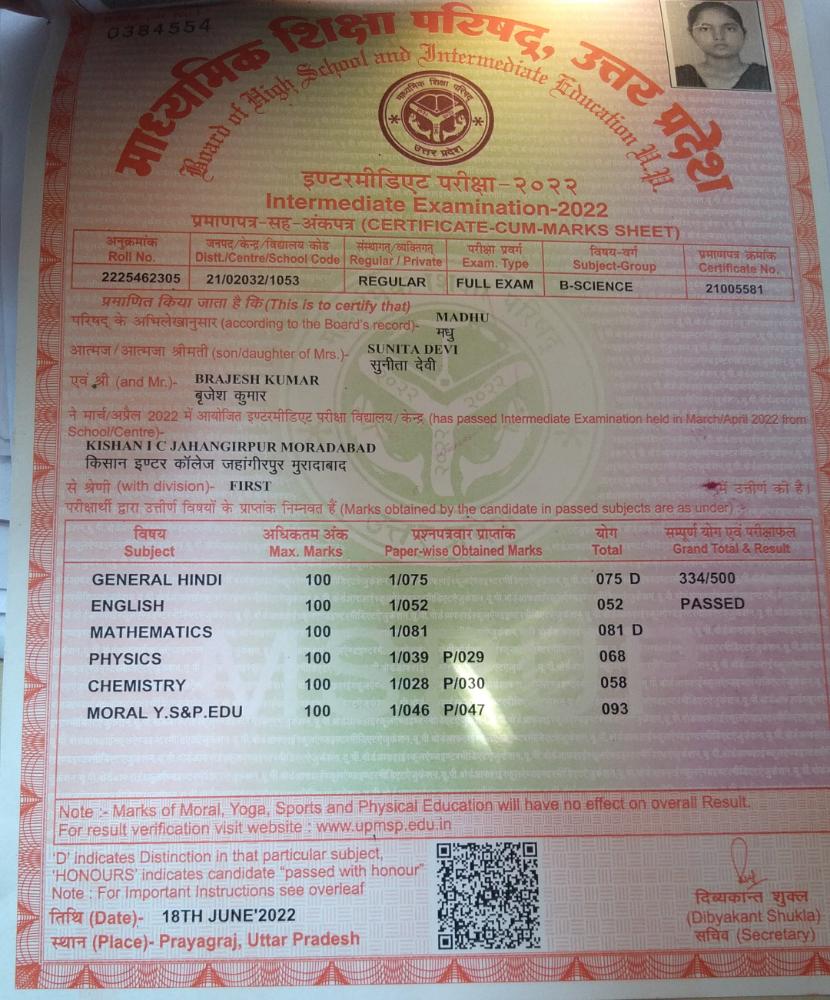 0384554
माध्यमिक शिक्षा परिषद्, उत्तर प्रदेश
Board of High School and Intermediate Education U.P.
माध्यमिक शिक्षा परिषद
उत्तर प्रदेश
इण्टरमीडिएट परीक्षा-२०२२
Intermediate Examination-2022
प्रमाणपत्र-सह-अंकपत्र (CERTIFICATE-CUM-MARKS SHEET)
अनुक्रमांक जनपद/केन्द्र/विद्यालय कोड संस्थागत/व्यक्तिगत परीक्षा प्रवर्ग विषय-वर्ग प्रमाणपत्र क्रमांक
Roll No. Distt./Centre/School Code Regular / Private Exam. Type Subject-Group Certificate No.
2225462305 21/02032/1053 REGULAR FULL EXAM B-SCIENCE 21005581
प्रमाणित किया जाता है कि (This is to certify that)
परिषद् के अभिलेखानुसार (according to the Board's record)- MADHU
मधु
आत्मज/आत्मजा श्रीमती (son/daughter of Mrs.)- SUNITA DEVI
सुनीता देवी
एवं श्री (and Mr.)- BRAJESH KUMAR
बृजेश कुमार
ने मार्च/अप्रैल 2022 में आयोजित इण्टरमीडिएट परीक्षा विद्यालय/केन्द्र (has passed Intermediate Examination held in March/April 2022 from
School/Centre)-
KISHAN I C JAHANGIRPUR MORADABAD
किसान इण्टर कॉलेज जहांगीरपुर मुरादाबाद
से श्रेणी (with division)- FIRST में उत्तीर्ण की है।
परीक्षार्थी द्वारा उत्तीर्ण विषयों के प्राप्तांक निम्नवत हैं (Marks obtained by the candidate in passed subjects are as under) :-
विषय अधिकतम अंक प्रश्नपत्रवार प्राप्तांक योग सम्पूर्ण योग एवं परीक्षाफल
Subject Max. Marks Paper-wise Obtained Marks Total Grand Total & Result
GENERAL HINDI 100 1/075 075 D 334/500
ENGLISH 100 1/052 052 PASSED
MATHEMATICS 100 1/081 081 D
PHYSICS 100 1/039 P/029 068
CHEMISTRY 100 1/028 P/030 058
MORAL Y.S&P.EDU 100 1/046 P/047 093
Note :- Marks of Moral, Yoga, Sports and Physical Education will have no effect on overall Result.
For result verification visit website : www.upmsp.edu.in
'D' indicates Distinction in that particular subject,
'HONOURS' indicates candidate "passed with honour"
Note : For Important Instructions see overleaf
तिथि (Date)- 18TH JUNE'2022
स्थान (Place)- Prayagraj, Uttar Pradesh
दिव्यकान्त शुक्ल
(Dibyakant Shukla)
सचिव (Secretary)